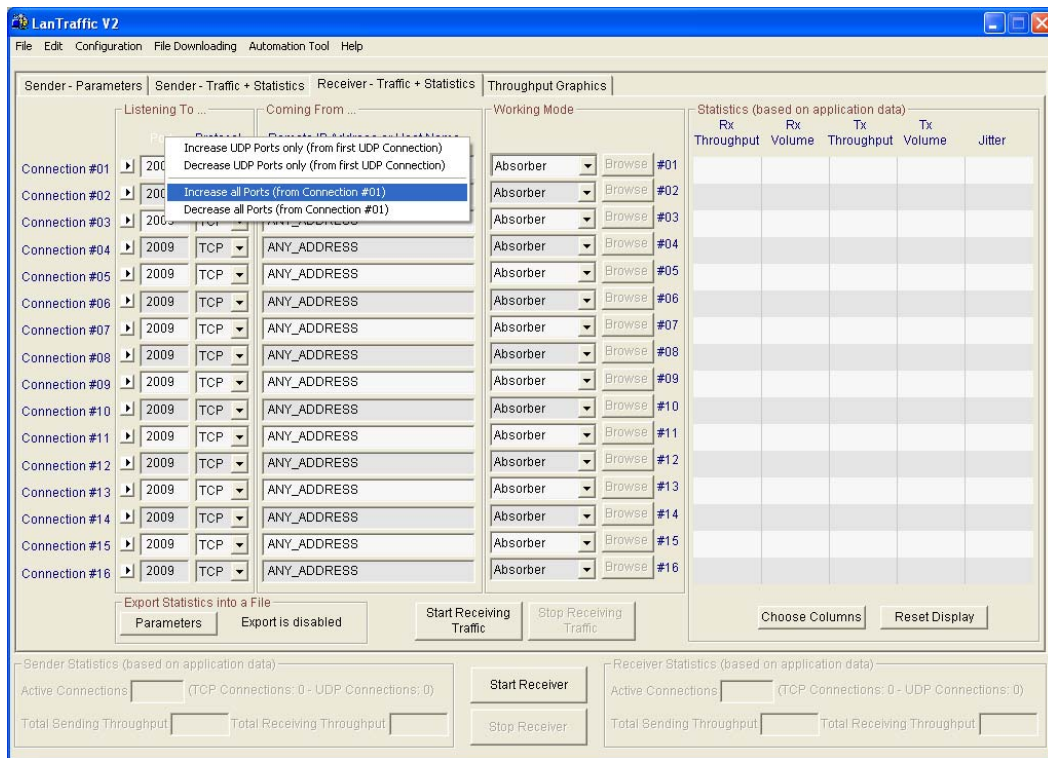 LanTraffic V2
File Edit Configuration File Downloading Automation Tool Help
Sender - Parameters Sender - Traffic + Statistics Receiver - Traffic + Statistics Throughput Graphics
Listening To ... Coming From ... Working Mode Statistics (based on application data)
Rx Throughput Rx Volume Tx Throughput Tx Volume Jitter
Increase UDP Ports only (from first UDP Connection)
Decrease UDP Ports only (from first UDP Connection)
Increase all Ports (from Connection #01)
Decrease all Ports (from Connection #01)
Connection #01 200 Absorber Browse #01
Connection #02 200 Absorber Browse #02
Connection #03 200 TCP ANY_ADDRESS Absorber Browse #03
Connection #04 2009 TCP ANY_ADDRESS Absorber Browse #04
Connection #05 2009 TCP ANY_ADDRESS Absorber Browse #05
Connection #06 2009 TCP ANY_ADDRESS Absorber Browse #06
Connection #07 2009 TCP ANY_ADDRESS Absorber Browse #07
Connection #08 2009 TCP ANY_ADDRESS Absorber Browse #08
Connection #09 2009 TCP ANY_ADDRESS Absorber Browse #09
Connection #10 2009 TCP ANY_ADDRESS Absorber Browse #10
Connection #11 2009 TCP ANY_ADDRESS Absorber Browse #11
Connection #12 2009 TCP ANY_ADDRESS Absorber Browse #12
Connection #13 2009 TCP ANY_ADDRESS Absorber Browse #13
Connection #14 2009 TCP ANY_ADDRESS Absorber Browse #14
Connection #15 2009 TCP ANY_ADDRESS Absorber Browse #15
Connection #16 2009 TCP ANY_ADDRESS Absorber Browse #16
Export Statistics into a File
Parameters Export is disabled
Start Receiving Traffic Stop Receiving Traffic
Choose Columns Reset Display
Sender Statistics (based on application data)
Active Connections (TCP Connections: 0 - UDP Connections: 0)
Total Sending Throughput Total Receiving Throughput
Start Receiver
Stop Receiver
Receiver Statistics (based on application data)
Active Connections (TCP Connections: 0 - UDP Connections: 0)
Total Sending Throughput Total Receiving Throughput